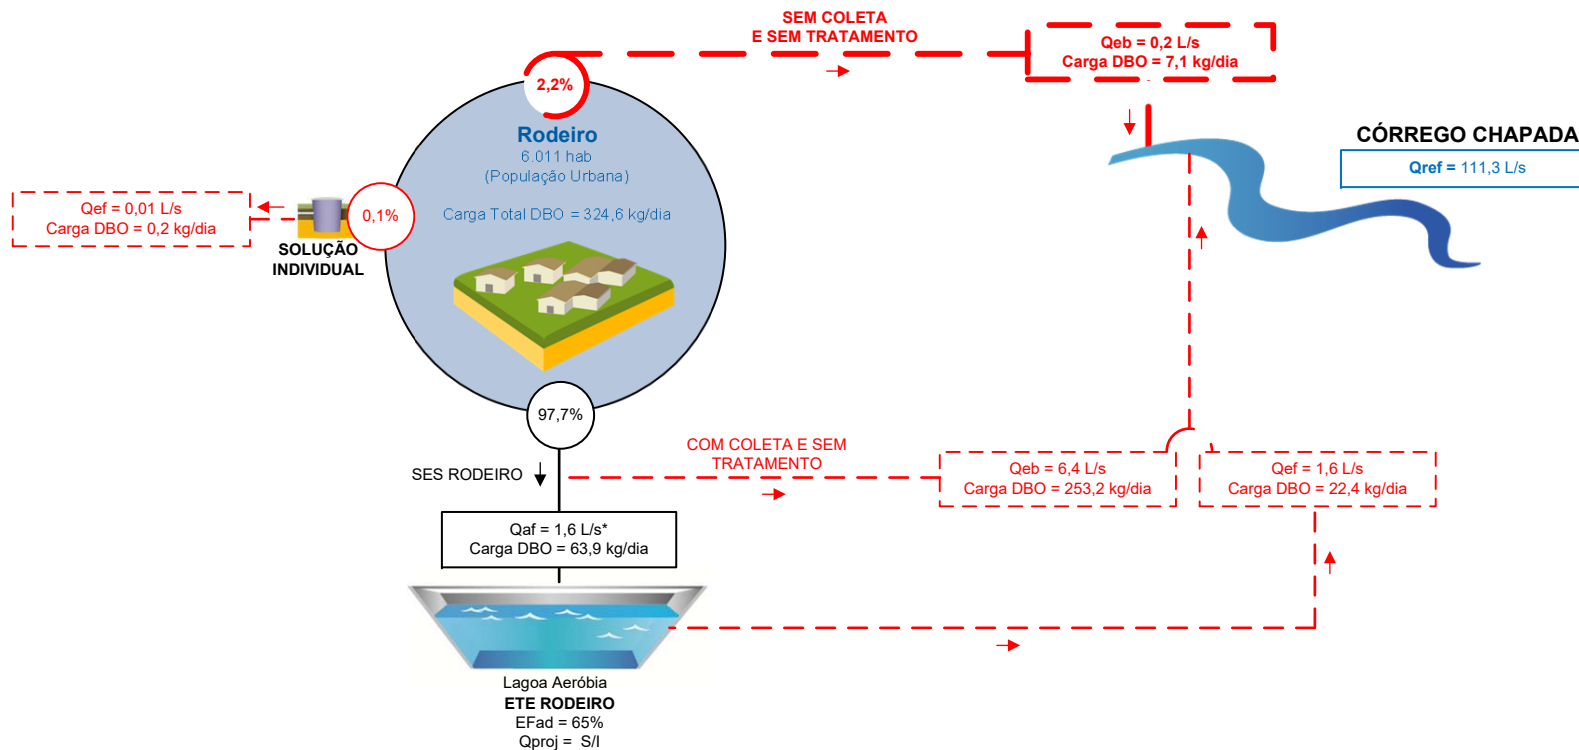 SEM COLETA
E SEM TRATAMENTO
Qeb = 0,2 L/s
Carga DBO = 7,1 kg/dia
2,2%
Rodeiro
6.011 hab
(População Urbana)
Carga Total DBO = 324,6 kg/dia
CÓRREGO CHAPADA
Qref = 111,3 L/s
Qef = 0,01 L/s
Carga DBO = 0,2 kg/dia
0,1%
SOLUÇÃO
INDIVIDUAL
97,7%
SES RODEIRO
COM COLETA E SEM
TRATAMENTO
Qeb = 6,4 L/s
Carga DBO = 253,2 kg/dia
Qef = 1,6 L/s
Carga DBO = 22,4 kg/dia
Qaf = 1,6 L/s*
Carga DBO = 63,9 kg/dia
Lagoa Aeróbia
ETE RODEIRO
EFad = 65%
Qproj = S/I